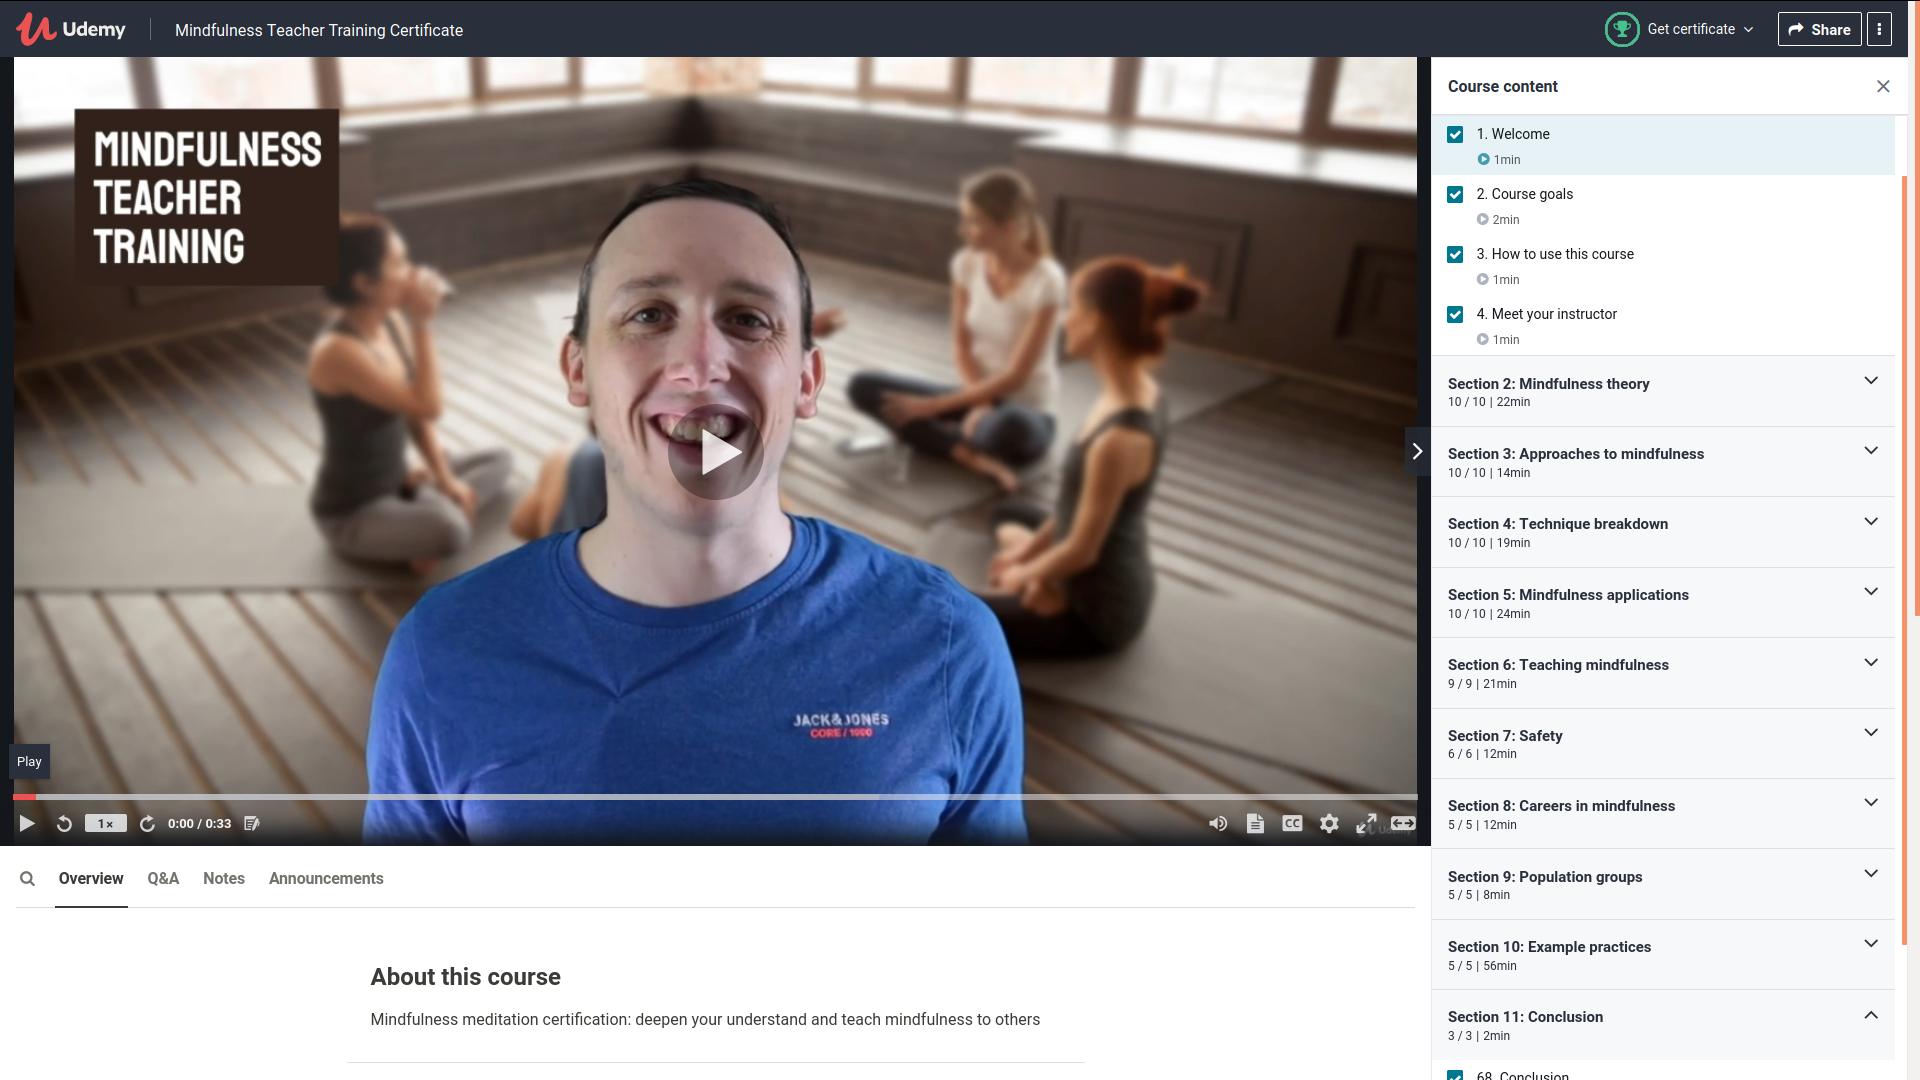 Udemy
Mindfulness Teacher Training Certificate
Get certificate
Share
MINDFULNESS
TEACHER
TRAINING
JACK & JONES
CORE / 1990
Play
1×
0:00 / 0:33
CC
Udemy
Overview
Q&A
Notes
Announcements
About this course
Mindfulness meditation certification: deepen your understand and teach mindfulness to others
Course content
1. Welcome
1min
2. Course goals
2min
3. How to use this course
1min
4. Meet your instructor
1min
Section 2: Mindfulness theory
10 / 10 | 22min
Section 3: Approaches to mindfulness
10 / 10 | 14min
Section 4: Technique breakdown
10 / 10 | 19min
Section 5: Mindfulness applications
10 / 10 | 24min
Section 6: Teaching mindfulness
9 / 9 | 21min
Section 7: Safety
6 / 6 | 12min
Section 8: Careers in mindfulness
5 / 5 | 12min
Section 9: Population groups
5 / 5 | 8min
Section 10: Example practices
5 / 5 | 56min
Section 11: Conclusion
3 / 3 | 2min
68. Conclusion